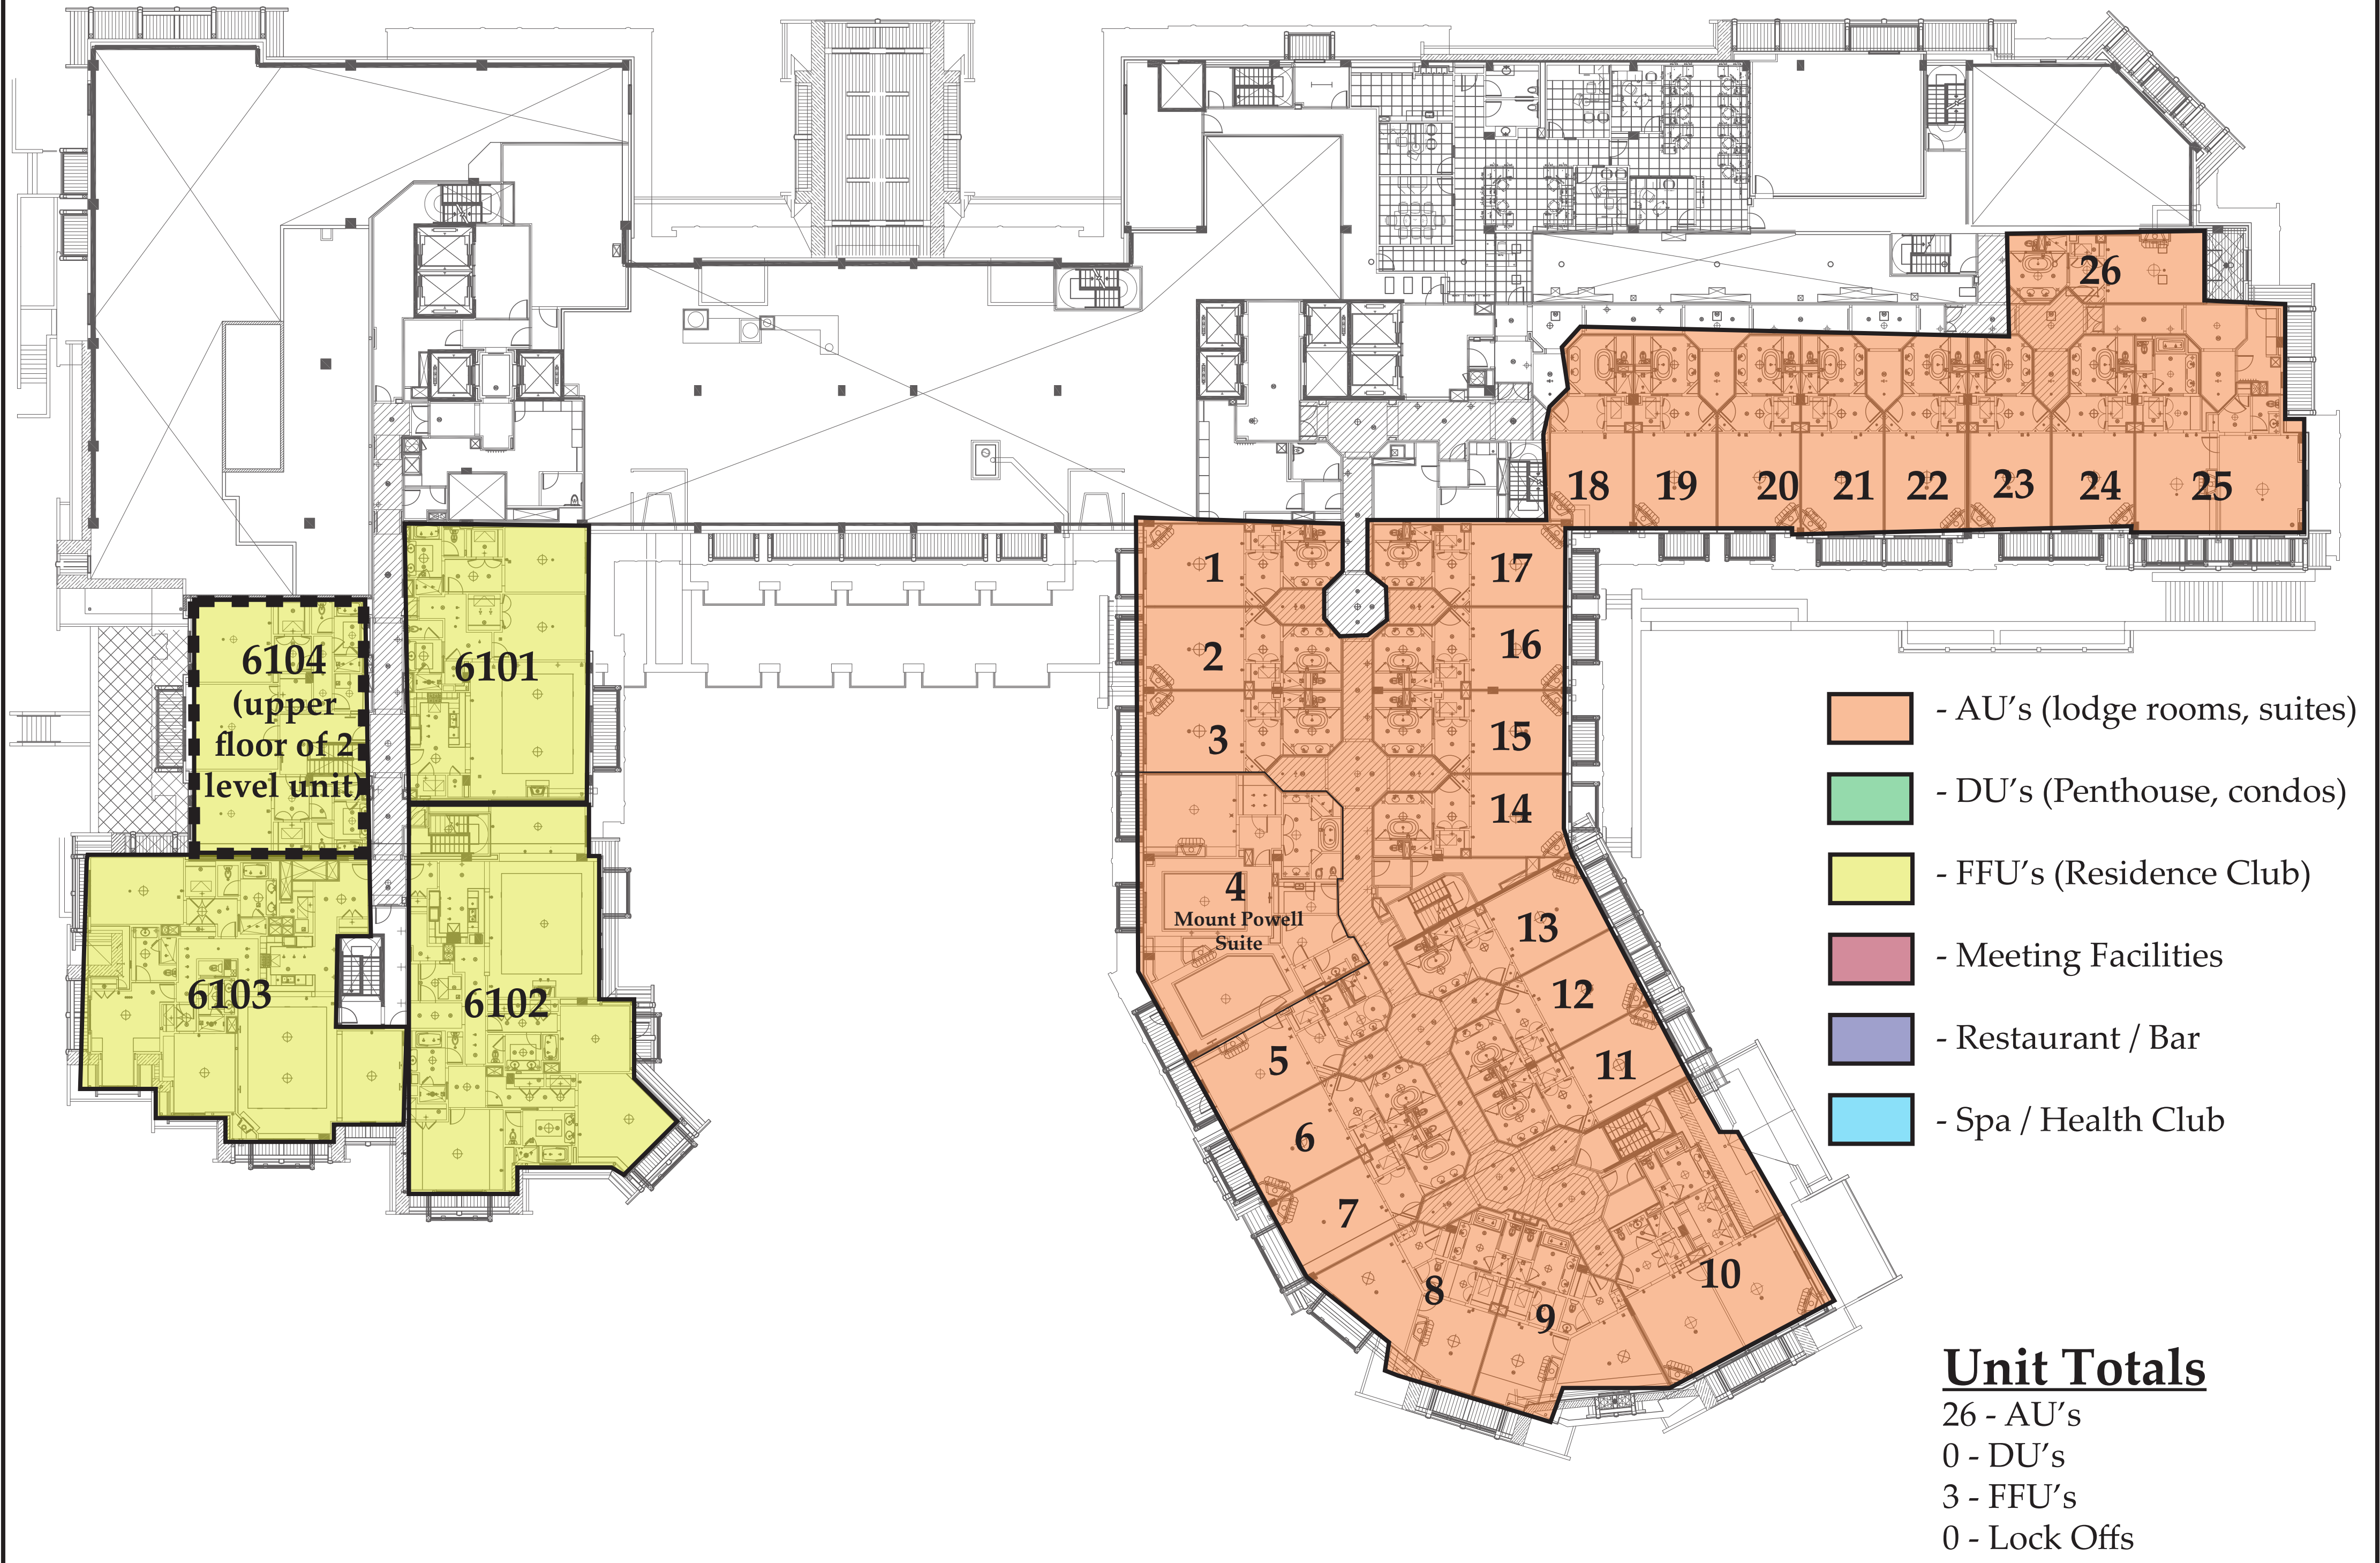 26
18
19
20
21
22
23
24
25
6104
(upper
floor of 2
level unit)
6101
6103
6102
1
2
3
4
Mount Powell
Suite
5
6
7
8
9
10
11
12
13
14
15
16
17
- AU’s (lodge rooms, suites)
- DU’s (Penthouse, condos)
- FFU’s (Residence Club)
- Meeting Facilities
- Restaurant / Bar
- Spa / Health Club
Unit Totals
26 - AU’s
0 - DU’s
3 - FFU’s
0 - Lock Offs